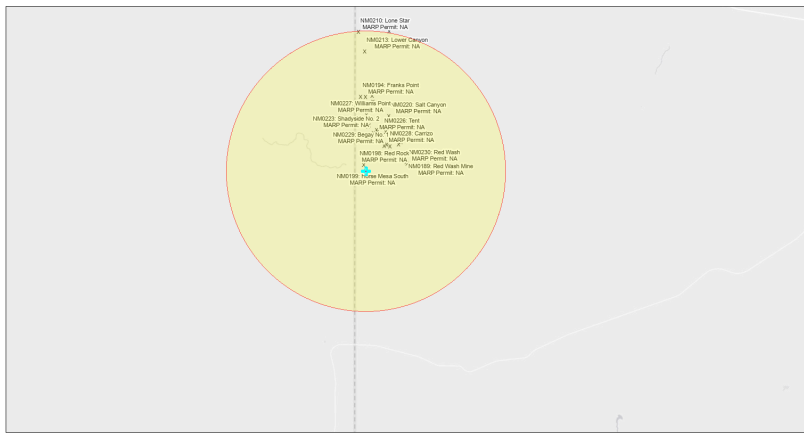 NM0210: Lone Star
MARP Permit: NA
NM0213: Lower Canyon
MARP Permit: NA
NM0194: Franks Point
MARP Permit: NA
NM0227: Williams Point
MARP Permit: NA
NM0220: Salt Canyon
MARP Permit: NA
NM0223: Shadyside No. 2
MARP Permit: NA
NM0226: Tent
MARP Permit: NA
NM0229: Begay No.
MARP Permit: NA
NM0228: Carrizo
MARP Permit: NA
NM0198: Red Rock
MARP Permit: NA
NM0230: Red Wash
MARP Permit: NA
NM0189: Red Wash Mine
MARP Permit: NA
NM0199: Horse Mesa South
MARP Permit: NA